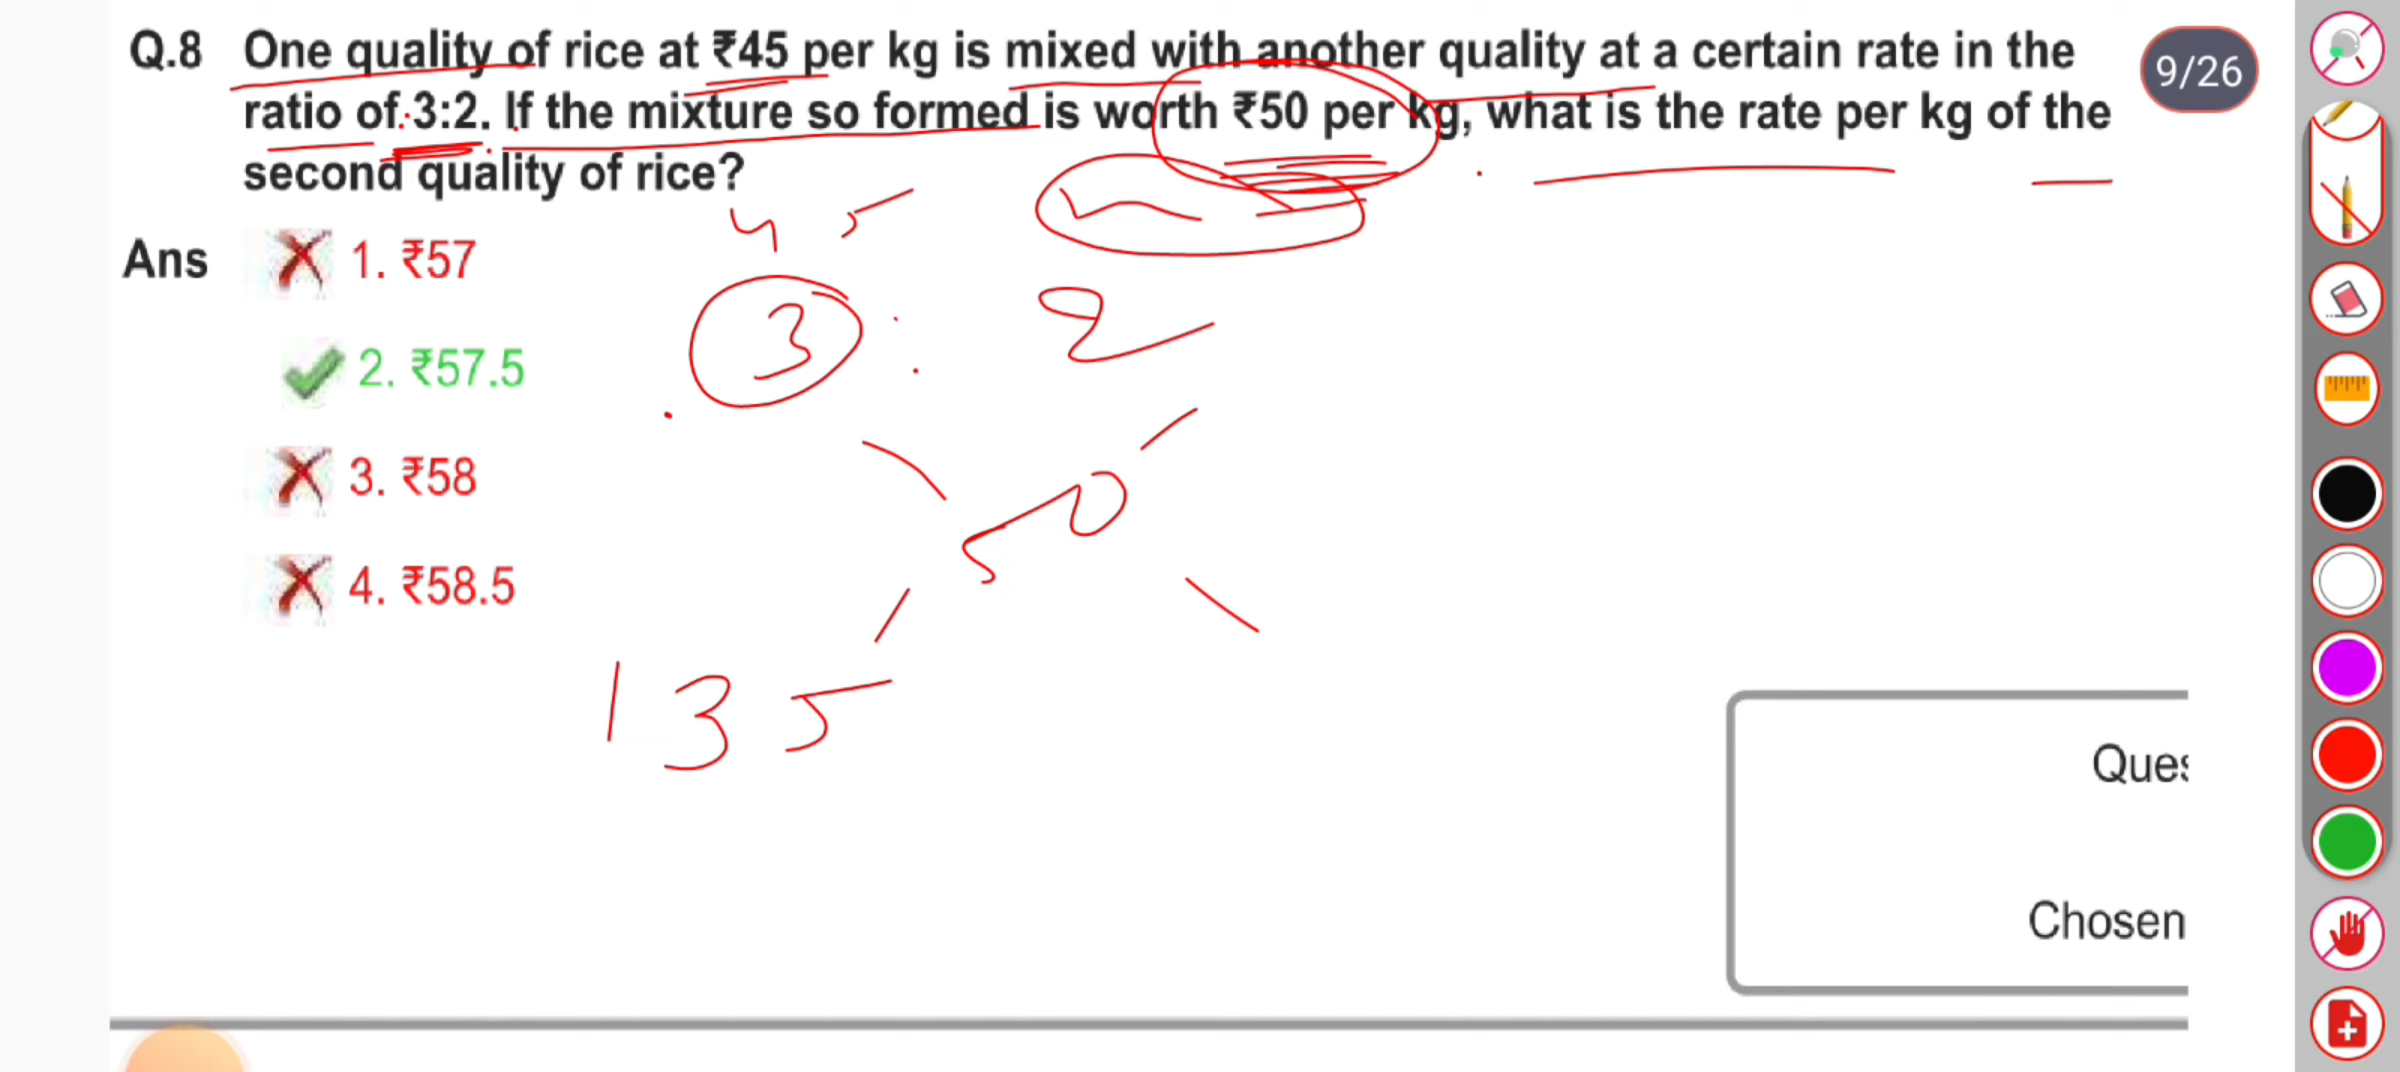 Q.8 One quality of rice at ₹45 per kg is mixed with another quality at a certain rate in the
ratio of 3:2. If the mixture so formed is worth ₹50 per kg, what is the rate per kg of the
second quality of rice?
9/26
45
Ans 1. ₹57
3 : 2
2. ₹57.5
3. ₹58
50
4. ₹58.5
135
Ques
Chosen